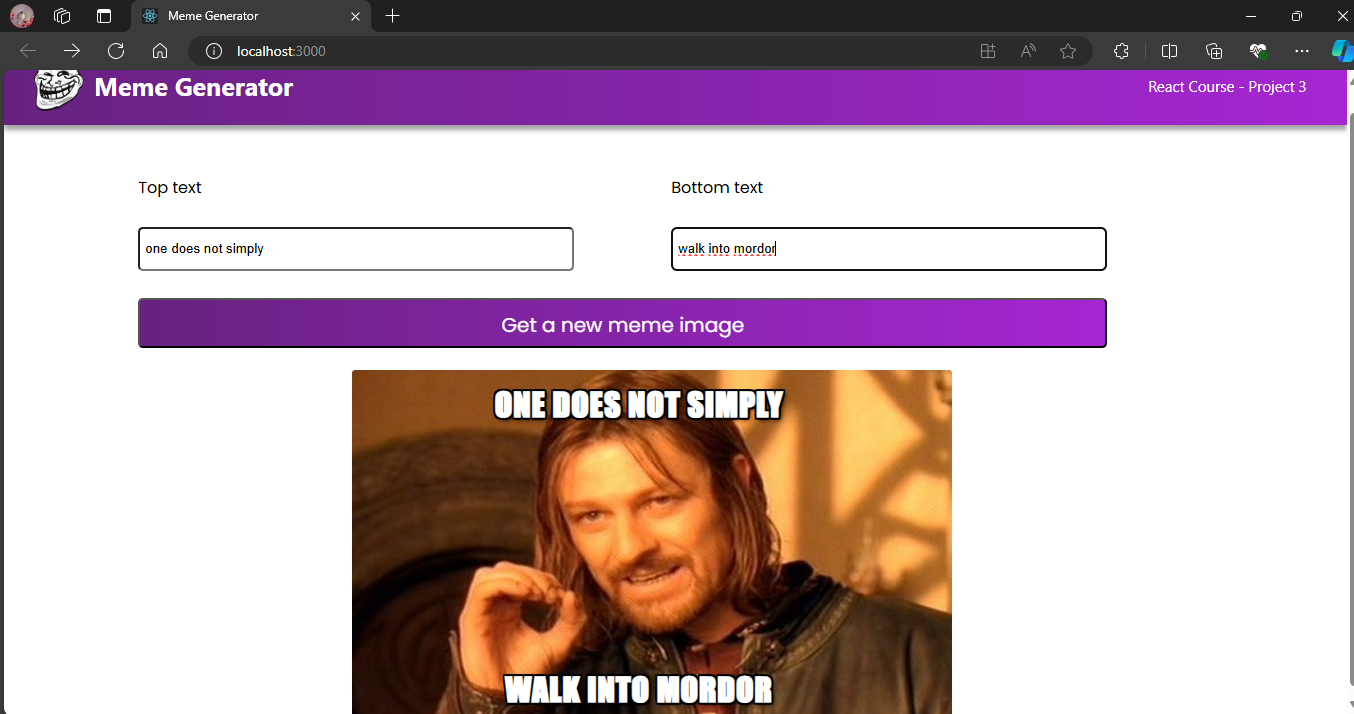 Meme Generator
localhost:3000
Meme Generator
React Course - Project 3
Top text
Bottom text
one does not simply
walk into mordor
Get a new meme image
ONE DOES NOT SIMPLY
WALK INTO MORDOR